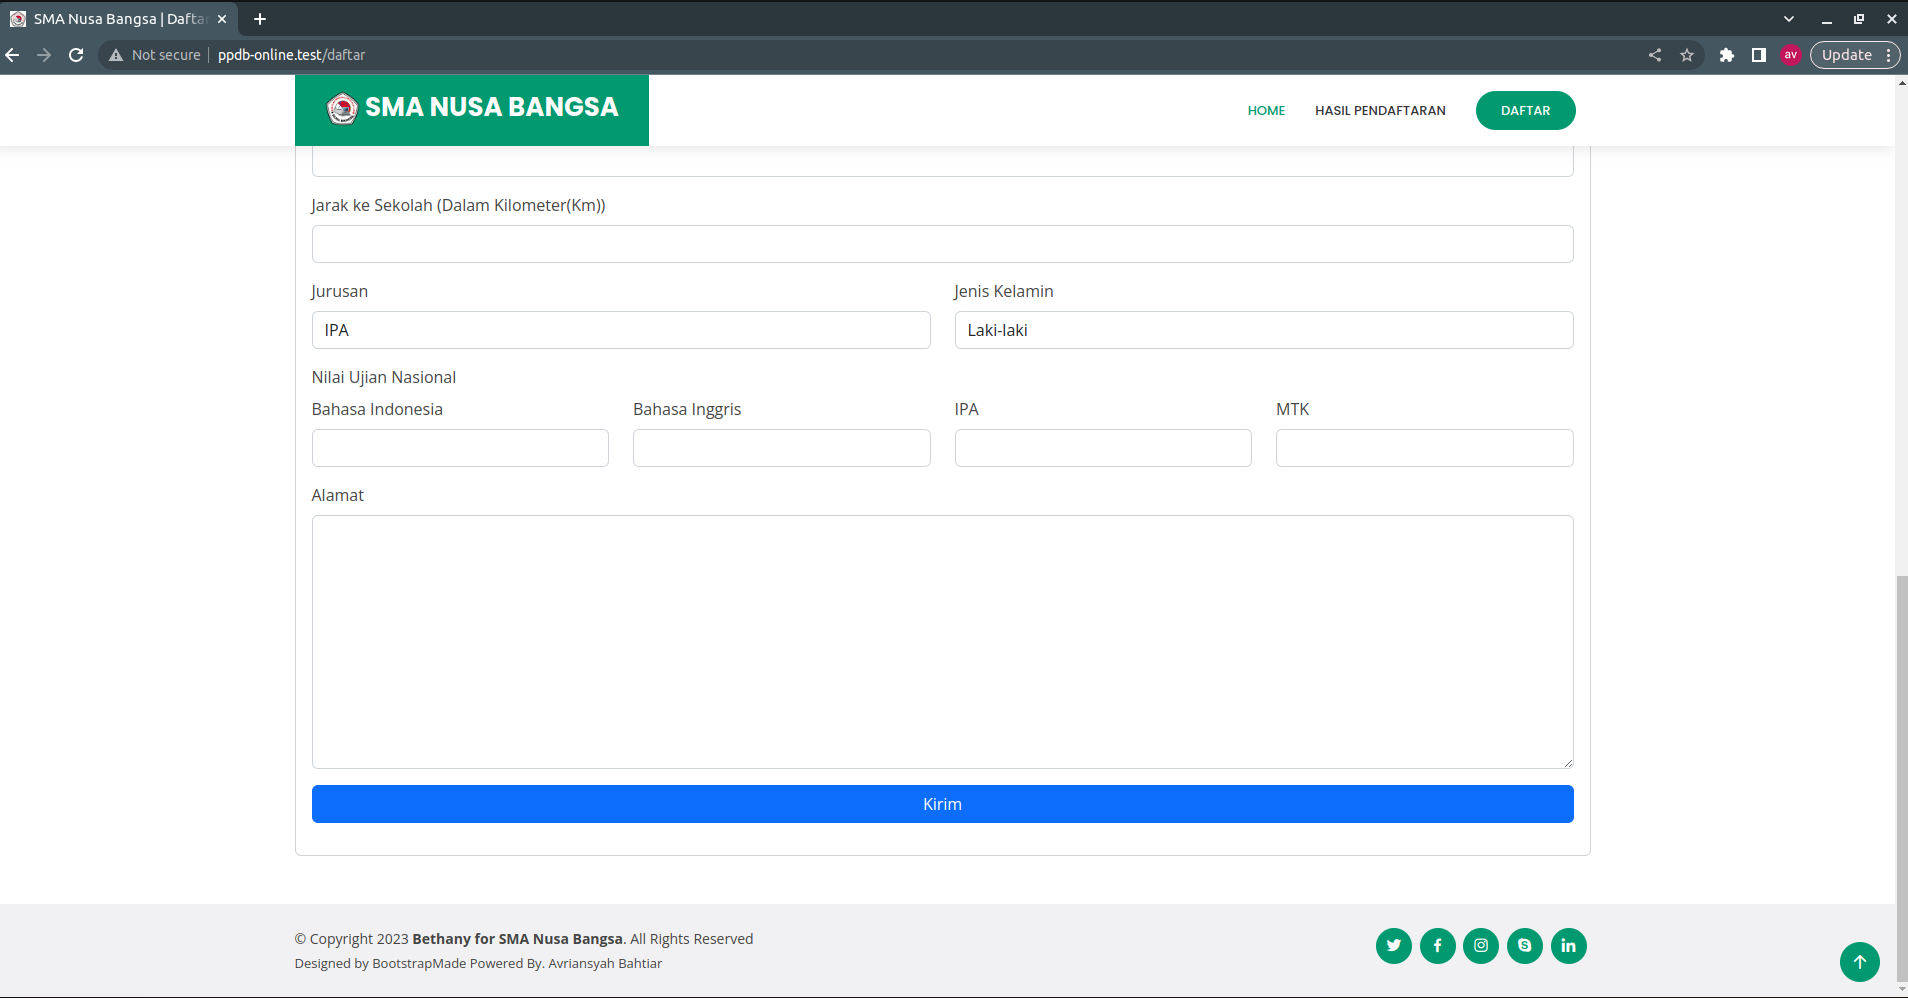 SMA Nusa Bangsa | Dafta
Not secure | ppdb-online.test/daftar
av
Update
SMA NUSA BANGSA
HOME
HASIL PENDAFTARAN
DAFTAR
Jarak ke Sekolah (Dalam Kilometer(Km))
Jurusan
Jenis Kelamin
IPA
Laki-laki
Nilai Ujian Nasional
Bahasa Indonesia
Bahasa Inggris
IPA
MTK
Alamat
Kirim
© Copyright 2023 Bethany for SMA Nusa Bangsa. All Rights Reserved
Designed by BootstrapMade Powered By. Avriansyah Bahtiar